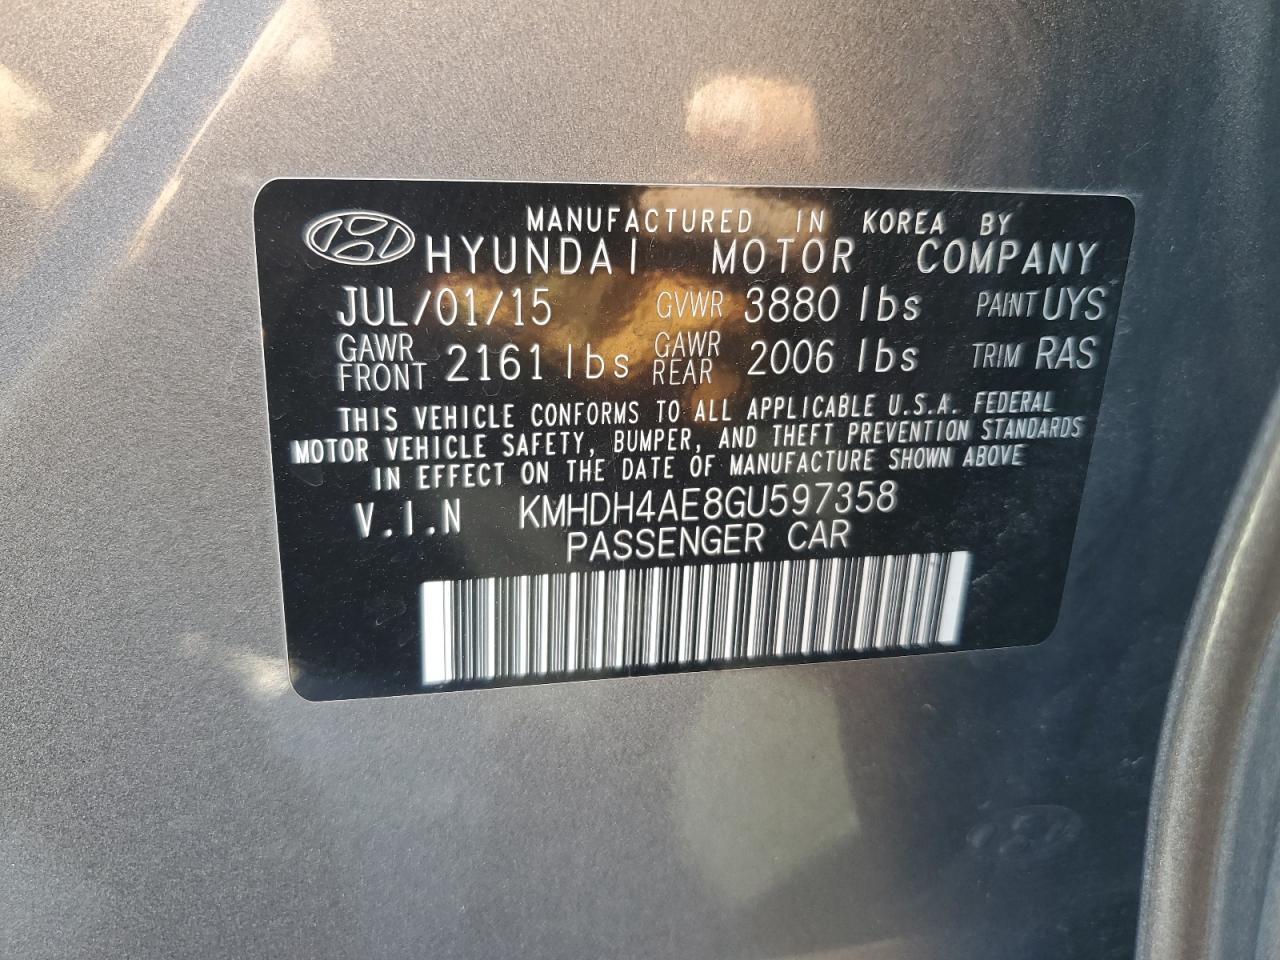 MANUFACTURED IN KOREA BY
HYUNDAI MOTOR COMPANY
JUL/01/15 GVWR 3880 lbs PAINT UYS
GAWR FRONT 2161 lbs GAWR REAR 2006 lbs TRIM RAS
THIS VEHICLE CONFORMS TO ALL APPLICABLE U.S.A. FEDERAL
MOTOR VEHICLE SAFETY, BUMPER, AND THEFT PREVENTION STANDARDS
IN EFFECT ON THE DATE OF MANUFACTURE SHOWN ABOVE
V.I.N KMHDH4AE8GU597358
PASSENGER CAR